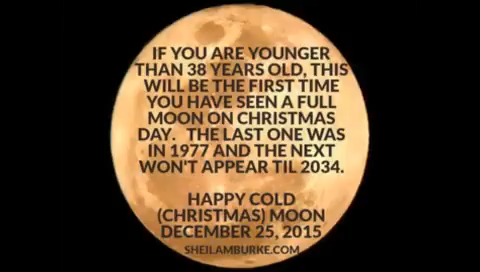 IF YOU ARE YOUNGER
THAN 38 YEARS OLD, THIS
WILL BE THE FIRST TIME
YOU HAVE SEEN A FULL
MOON ON CHRISTMAS
DAY. THE LAST ONE WAS
IN 1977 AND THE NEXT
WON'T APPEAR TIL 2034.
HAPPY COLD
(CHRISTMAS) MOON
DECEMBER 25, 2015
SHEILAMBURKE.COM